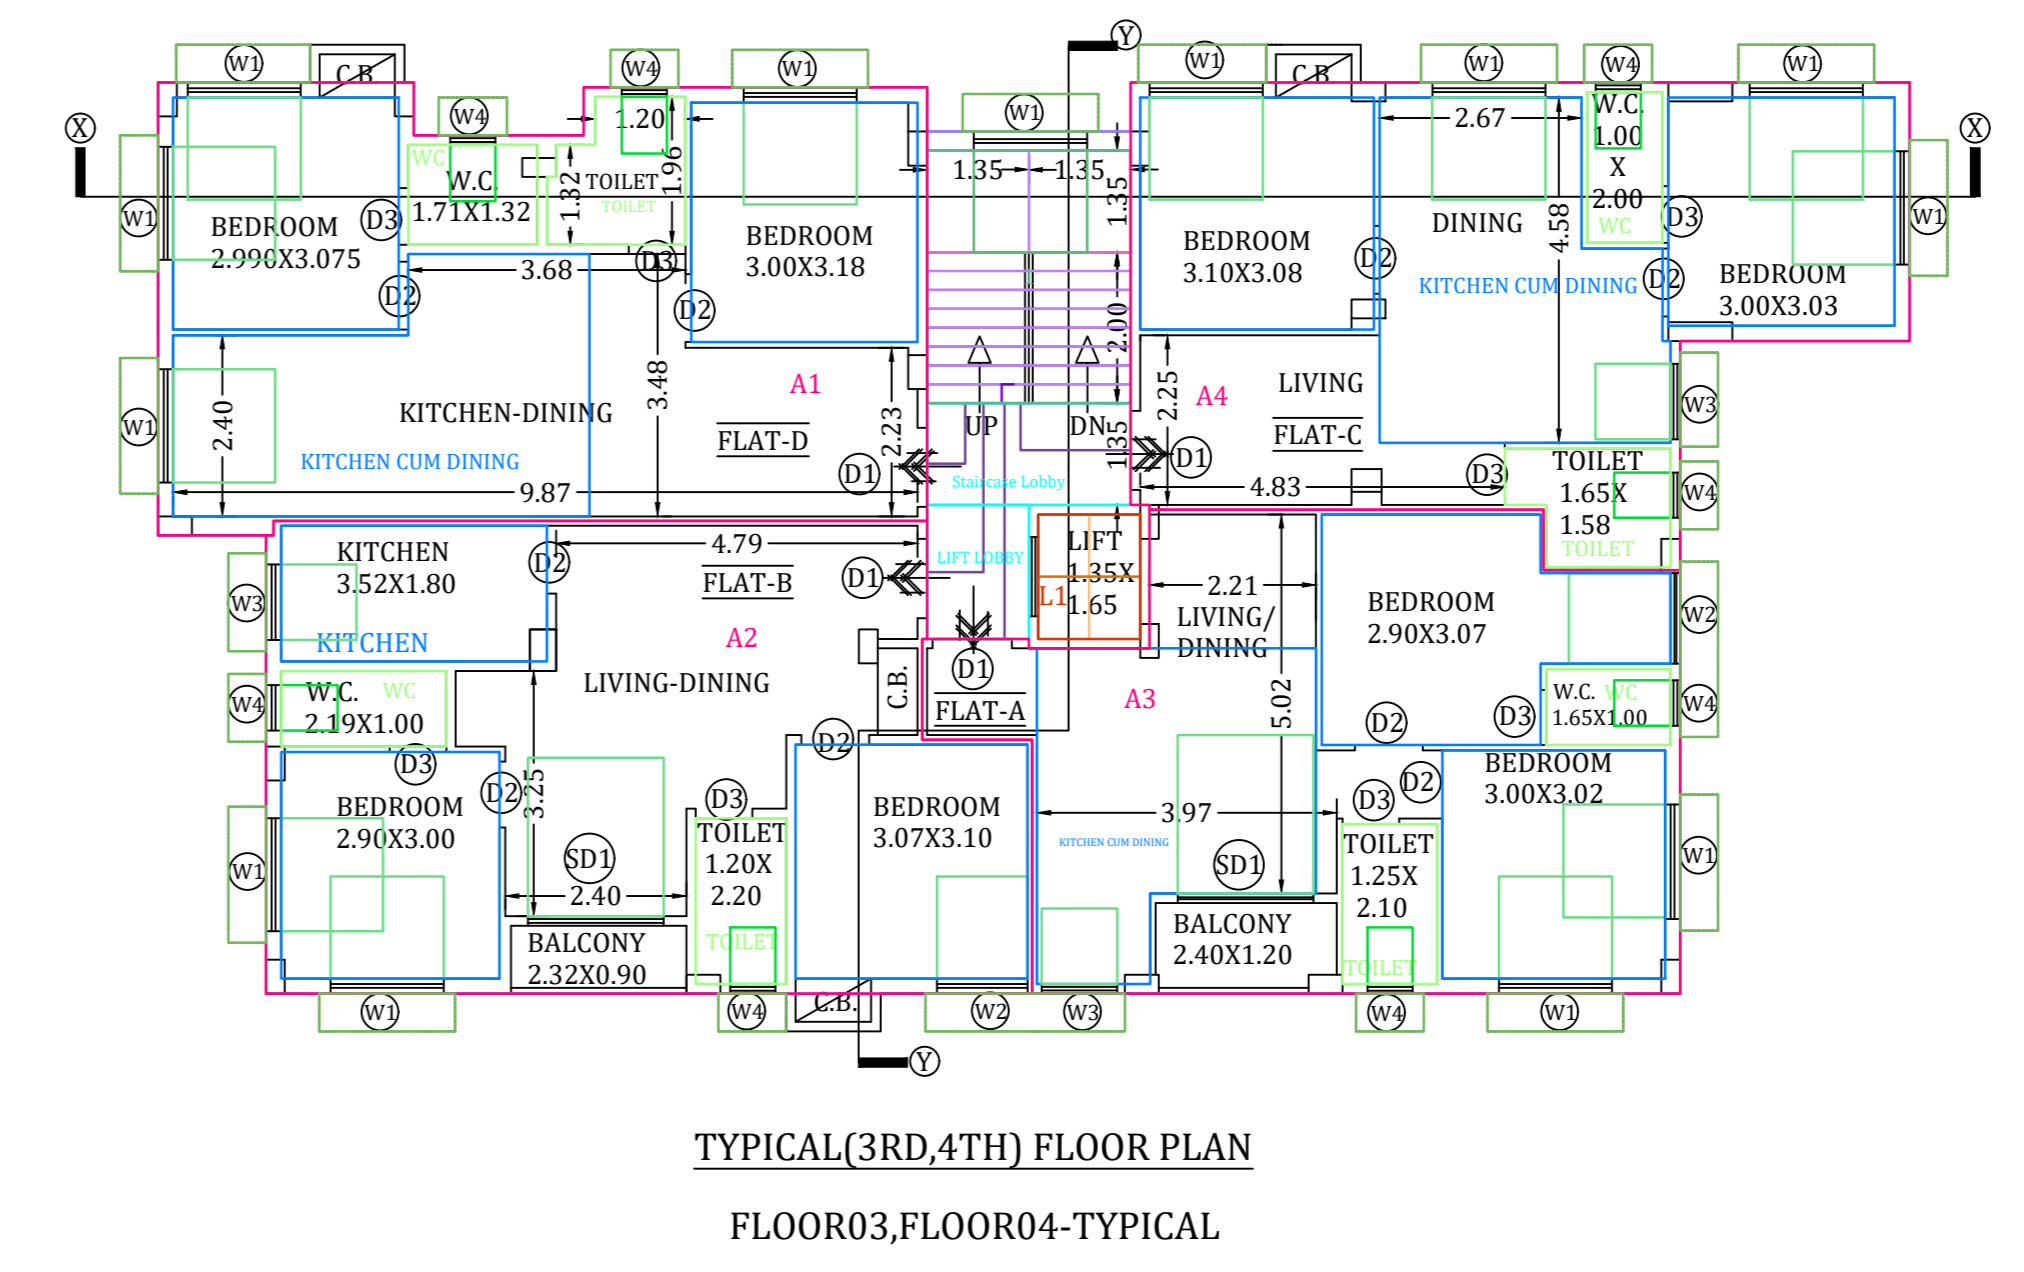 Y
W1
C.B.
W4
W1
W1
W1
C.B.
W1
W4
W1
X
W4
1.20
W1
2.67
W.C.
1.00
X
2.00
WC
X
WC
W.C.
1.71X1.32
1.32
TOILET
TOILET
1.96
1.35
1.35
1.35
4.58
W1
BEDROOM
2.990X3.075
D3
BEDROOM
3.00X3.18
BEDROOM
3.10X3.08
D2
DINING
D3
W1
D3
3.68
D2
D2
KITCHEN CUM DINING
D2
BEDROOM
3.00X3.03
2.00
W1
2.40
KITCHEN-DINING
3.48
A1
2.23
FLAT-D
UP
DN
1.35
2.25
A4
LIVING
FLAT-C
W3
KITCHEN CUM DINING
9.87
D1
Staircase Lobby
D1
4.83
D3
TOILET
1.65X
1.58
TOILET
W4
KITCHEN
3.52X1.80
KITCHEN
W3
D2
4.79
FLAT-B
D1
LIFT LOBBY
LIFT
1.35X
1.65
L1
2.21
LIVING/
DINING
BEDROOM
2.90X3.07
W2
A2
LIVING-DINING
C.B.
D1
FLAT-A
A3
5.02
W.C.
2.19X1.00
WC
W4
D3
D2
D2
D3
W.C.
WC
1.65X1.00
W4
BEDROOM
2.90X3.00
D2
3.25
D3
TOILET
1.20X
2.20
TOILET
BEDROOM
3.07X3.10
3.97
KITCHEN CUM DINING
D3
D2
BEDROOM
3.00X3.02
W1
SD1
2.40
SD1
TOILET
1.25X
2.10
TOILET
W1
BALCONY
2.32X0.90
BALCONY
2.40X1.20
W1
W4
C.B.
W2
W3
W4
W1
Y
TYPICAL(3RD,4TH) FLOOR PLAN
FLOOR03,FLOOR04-TYPICAL